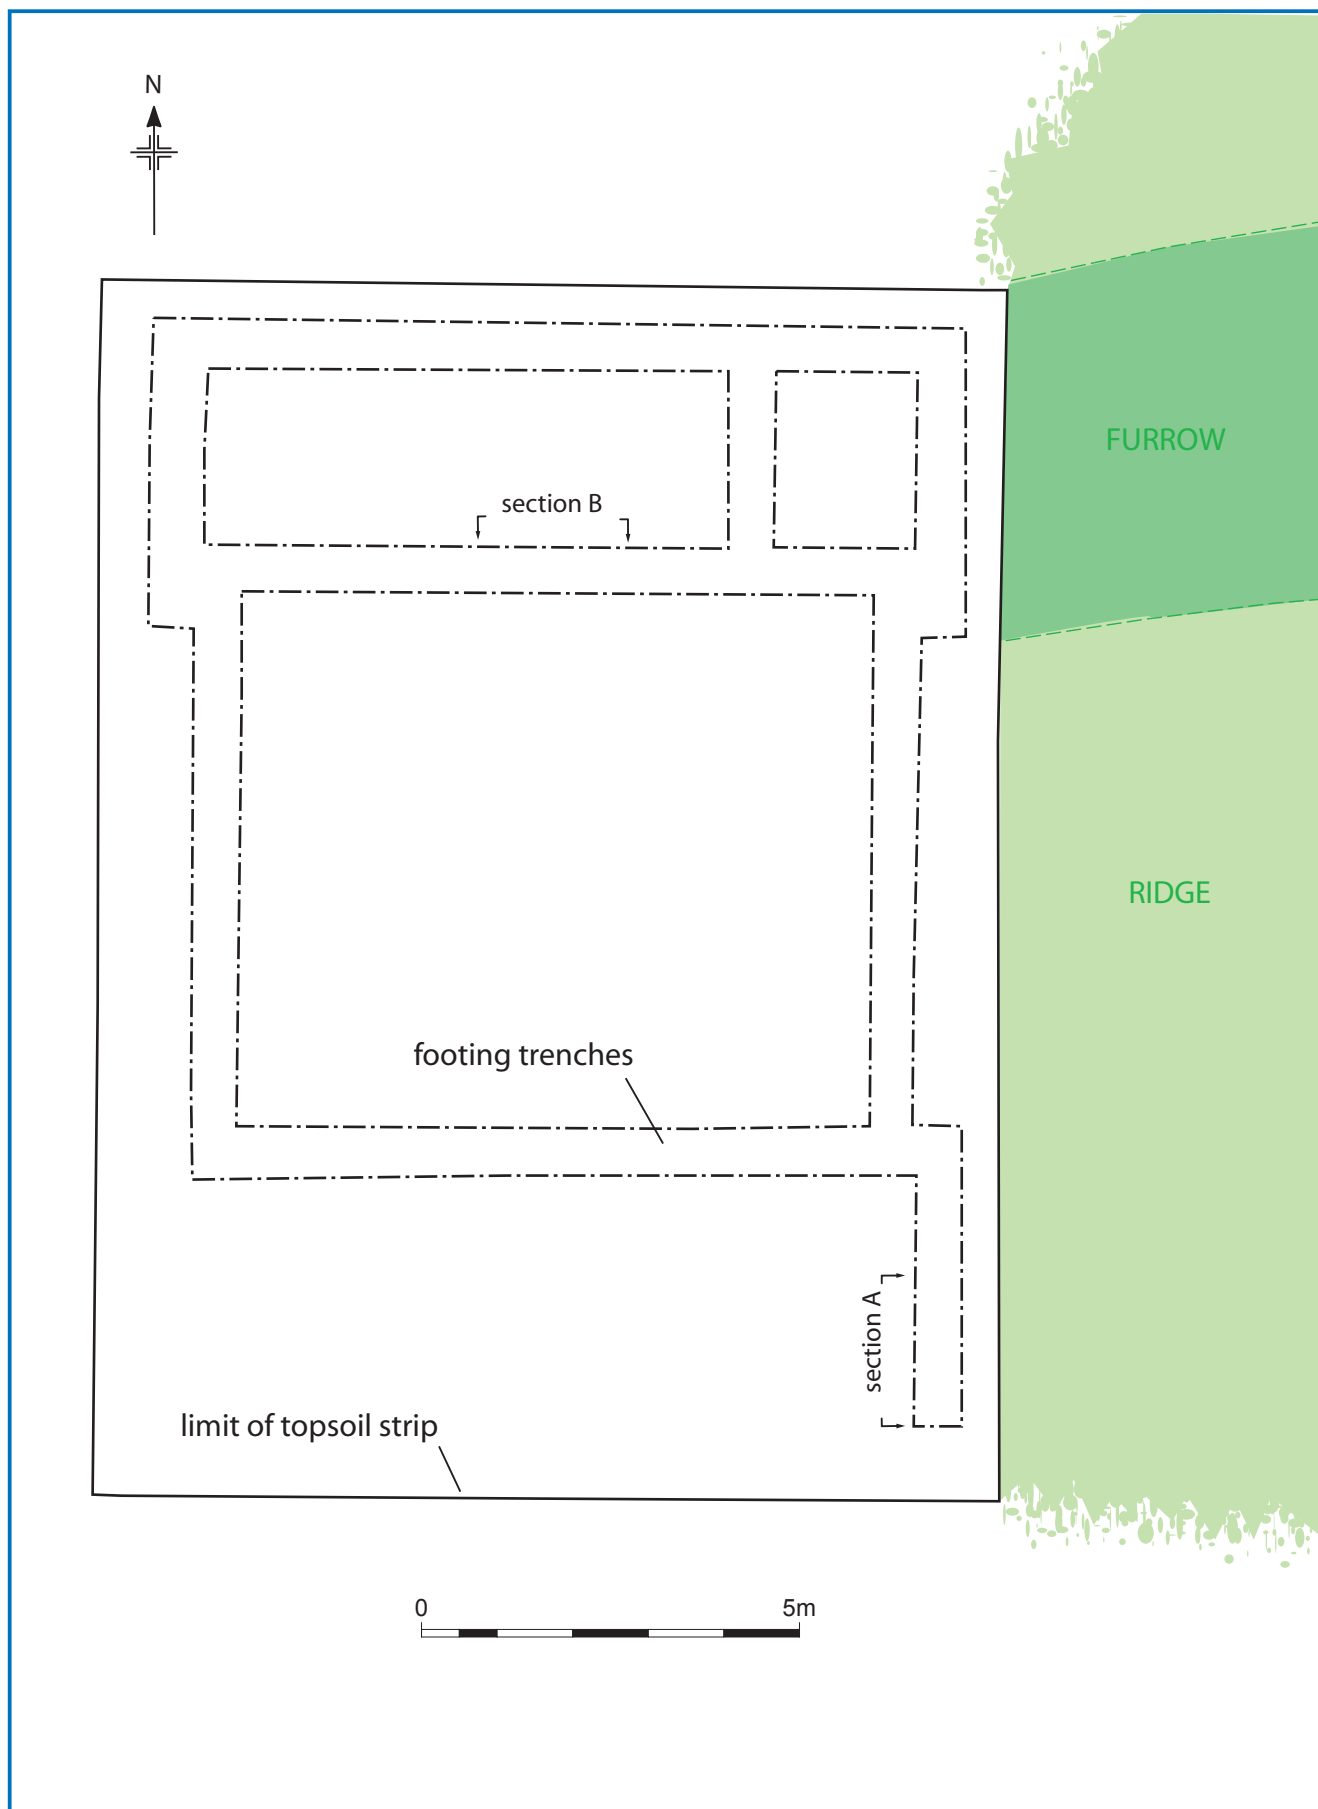 N
FURROW
section B
RIDGE
footing trenches
section A
limit of topsoil strip
0 5m